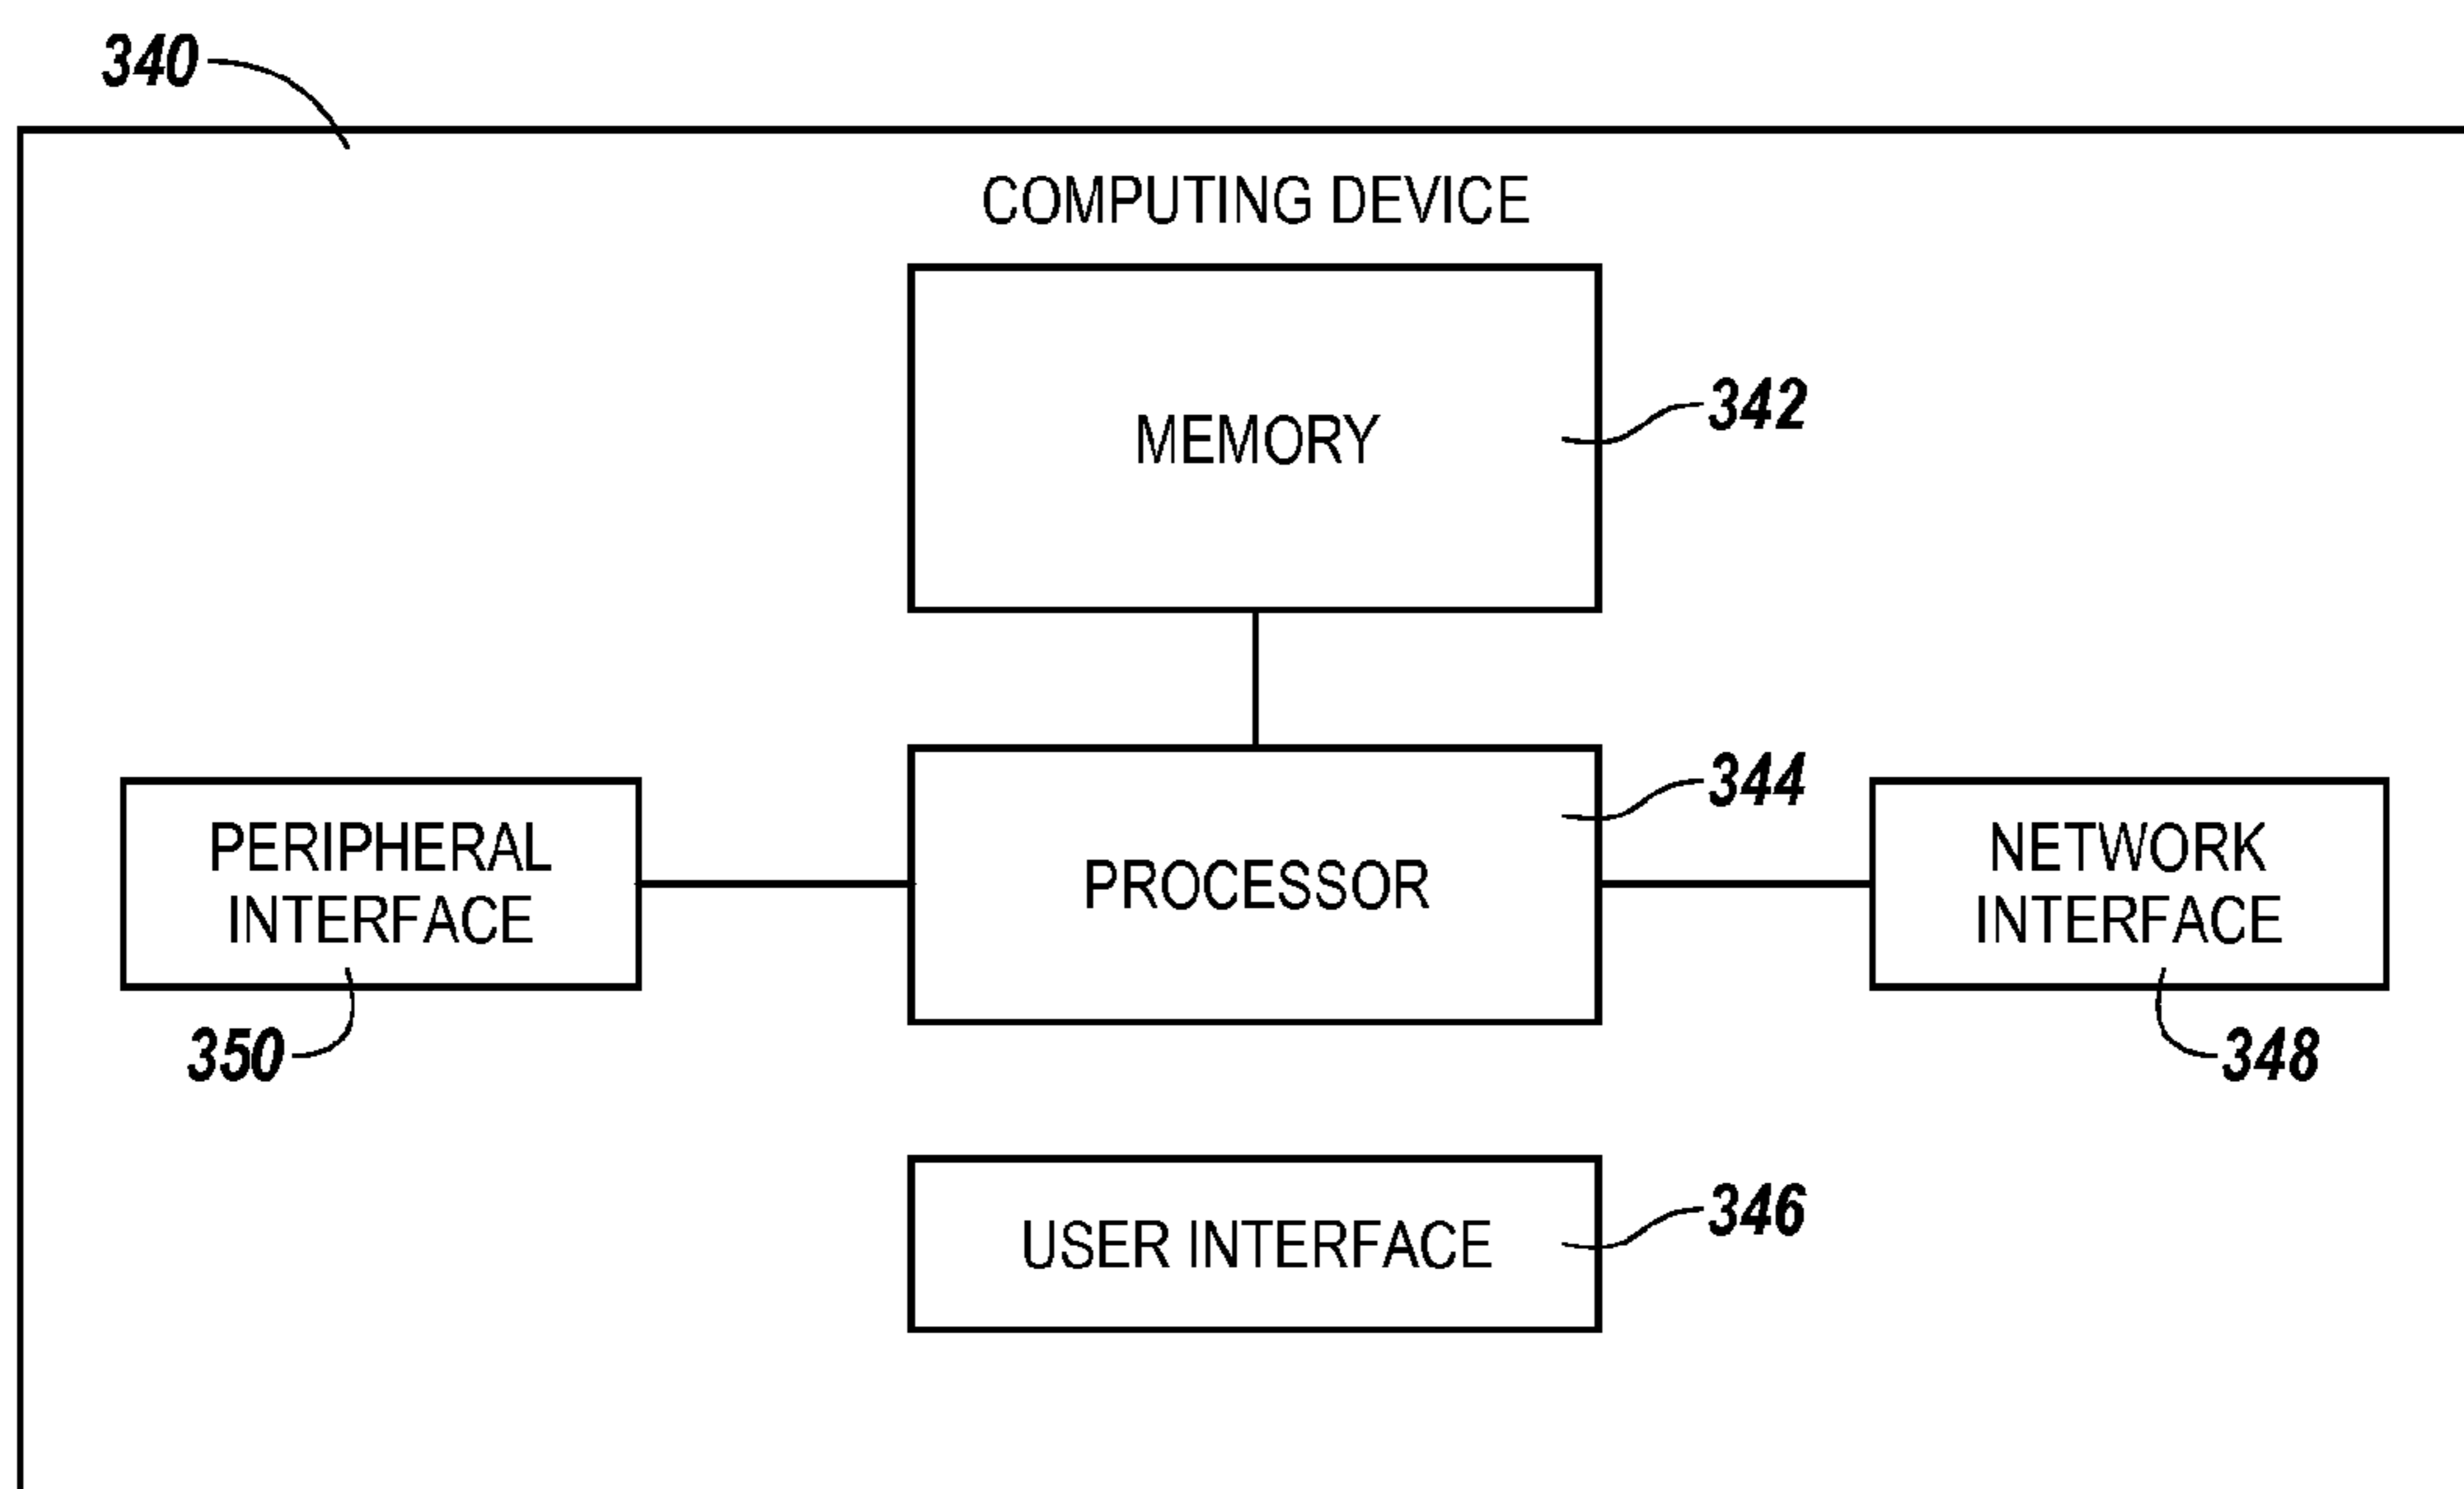 340
COMPUTING DEVICE
MEMORY
342
344
PERIPHERAL
INTERFACE
PROCESSOR
NETWORK
INTERFACE
350
348
USER INTERFACE
346